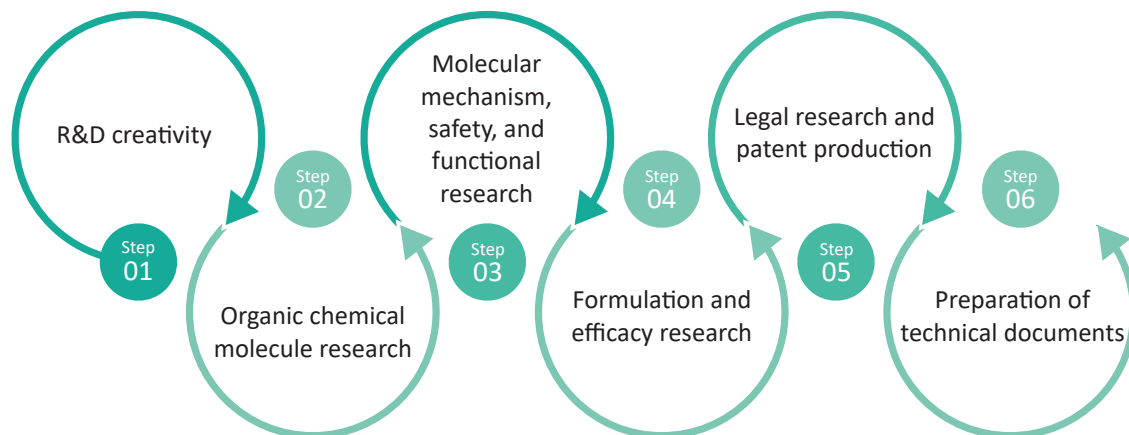 R&D creativity
Step
01
Step
02
Organic chemical
molecule research
Molecular
mechanism,
safety, and
functional
research
Step
03
Step
04
Formulation and
efficacy research
Legal research and
patent production
Step
05
Step
06
Preparation of
technical documents